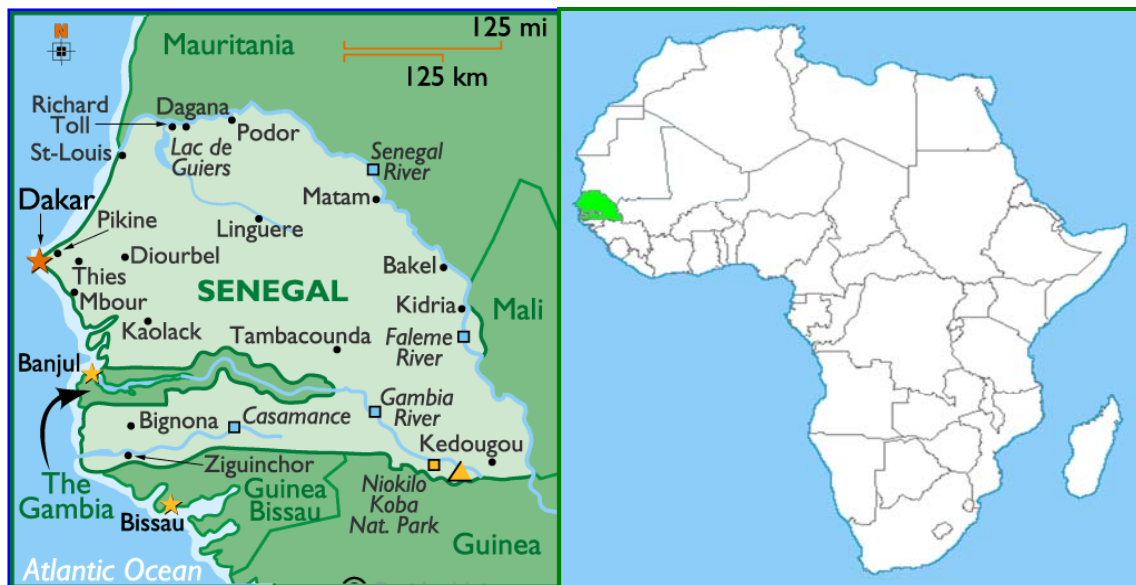 N
125 mi
125 km
Mauritania
Richard
Toll
Dagana
Podor
Lac de
Guiers
St-Louis
Senegal
River
Matam
Dakar
Pikine
Linguere
Diourbel
Thies
Bakel
SENEGAL
Mbour
Kidria
Mali
Kaolack
Tambacounda
Faleme
River
Banjul
Gambia
River
Bignona
Casamance
Kedougou
Ziguinchor
The
Gambia
Niokilo
Koba
Nat. Park
Guinea
Bissau
Bissau
Guinea
Atlantic Ocean